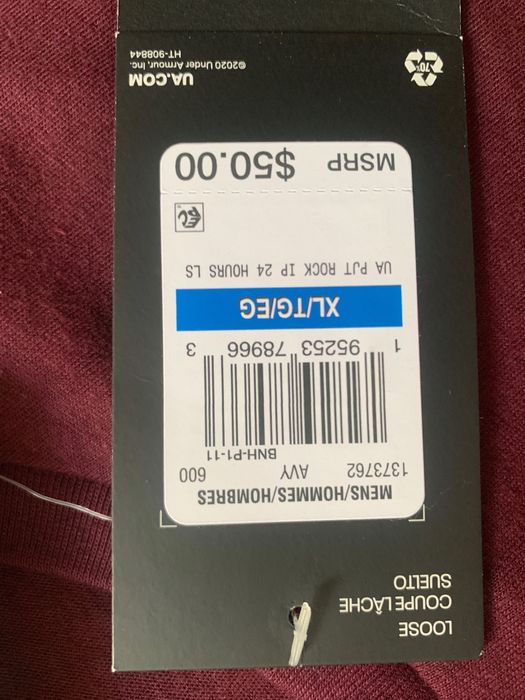 LOOSE
COUPE LÂCHE
SUELTO
MENS/HOMMES/HOMBRES
1373762 AVY 600
BNH-P1-11
1 95253 78966 3
XL/TG/EG
UA PJT ROCK IP 24 HOURS LS
MSRP $50.00
70%
UA.COM
©2020 Under Armour, Inc.
HT-908844